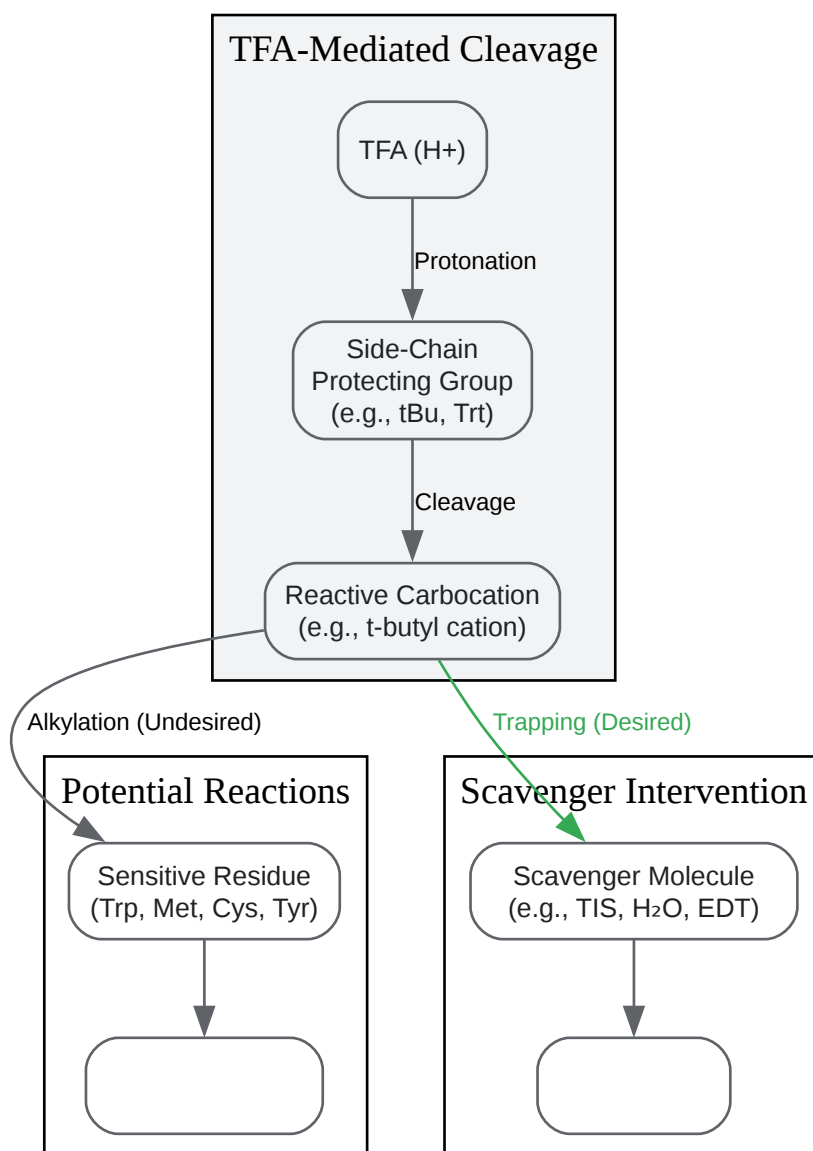 TFA-Mediated Cleavage
TFA (H+)
Protonation
Side-Chain
Protecting Group
(e.g., tBu, Trt)
Cleavage
Reactive Carbocation
(e.g., t-butyl cation)
Alkylation (Undesired)
Trapping (Desired)
Potential Reactions
Sensitive Residue
(Trp, Met, Cys, Tyr)
Scavenger Intervention
Scavenger Molecule
(e.g., TIS, H₂O, EDT)